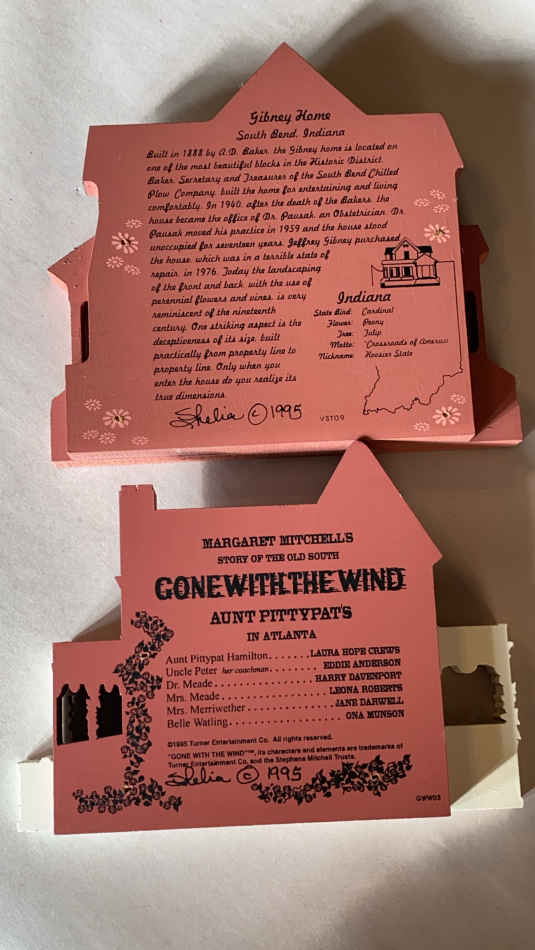 Gibney Home
South Bend, Indiana
Built in 1888 by A.D. Baker, the Gibney home is located on
one of the most beautiful blocks in the Historic District.
Baker, Secretary and Treasurer of the South Bend Chilled
Plow Company, built the home for entertaining and living
comfortably. In 1940, after the death of the Bakers, the
house became the office of Dr. Pausak, an Obstetrician. Dr.
Pausak moved his practice in 1959 and the house stood
unoccupied for seventeen years. Jeffrey Gibney purchased
the house, which was in a terrible state of
repair, in 1976. Today the landscaping
of the front and back, with the use of
perennial flowers and vines, is very
reminiscent of the nineteenth
century. One striking aspect is the
deceptiveness of its size, built
practically from property line to
property line. Only when you
enter the house do you realize its
true dimensions.
Indiana
State Bird: Cardinal
Flower: Peony
Tree: Tulip
Motto: "Crossroads of America
Nickname: Hoosier State
Shelia © 1995
VST09
MARGARET MITCHELL'S
STORY OF THE OLD SOUTH
GONE WITH THE WIND
AUNT PITTYPAT'S
IN ATLANTA
Aunt Pittypat Hamilton.......LAURA HOPE CREWS
Uncle Peter her coachman........ EDDIE ANDERSON
Dr. Meade................HARRY DAVENPORT
Mrs. Meade................LEONA ROBERTS
Mrs. Merriwether.............JANE DARWELL
Belle Watling.................ONA MUNSON
©1995 Turner Entertainment Co. All rights reserved.
"GONE WITH THE WIND"™, its characters and elements are trademarks of
Turner Entertainment Co. and the Stephens Mitchell Trusts.
Shelia © 1995
GWW03